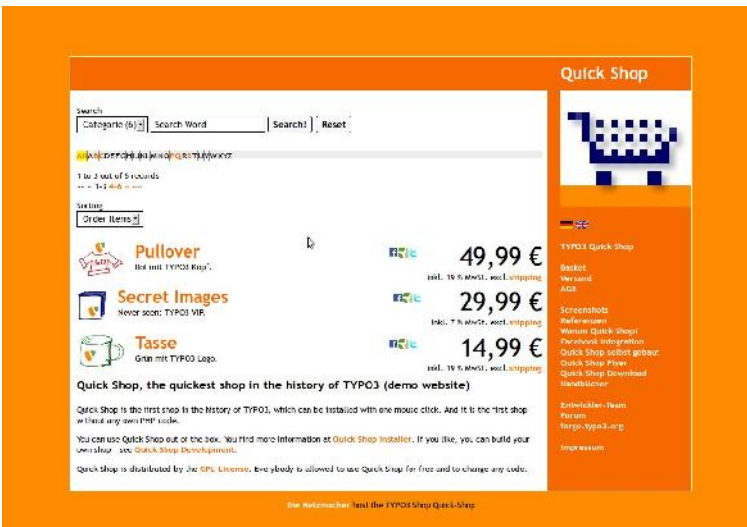 Quick Shop
Search
Categorie (6) Search Word Search! Reset
1 to 3 out of 6 records
1-3 4-6
Sorting
Order Items
Pullover
49,99 €
Rot mit TYPO3 Kopf.
inkl. 19 % MwSt. excl. shipping
Secret Images
29,99 €
Never seen: TYPO3 VIP.
inkl. 7 % MwSt. excl. shipping
Tasse
14,99 €
Grün mit TYPO3 Logo.
inkl. 19 % MwSt. excl. shipping
Quick Shop, the quickest shop in the history of TYPO3 (demo website)
Quick Shop is the first shop in the history of TYPO3, which can be installed with one mouse click. And it is the first shop
without any own PHP code.
You can use Quick Shop out of the box. You find more information at Quick Shop Installer. If you like, you can build your
own shop - see Quick Shop Development.
Quick Shop is distributed by the GPL License. Everybody is allowed to use Quick Shop for free and to change any code.
TYPO3 Quick Shop
Basket
Versand
AGB
Screenshots
Referenzen
Warum Quick Shop?
Facebook Integration
Quick Shop selbst gebaut
Quick Shop Flyer
Quick Shop Download
Handbücher
Entwickler-Team
Forum
forge.typo3.org
Impressum
Die Netzmacher host the TYPO3 Shop Quick-Shop